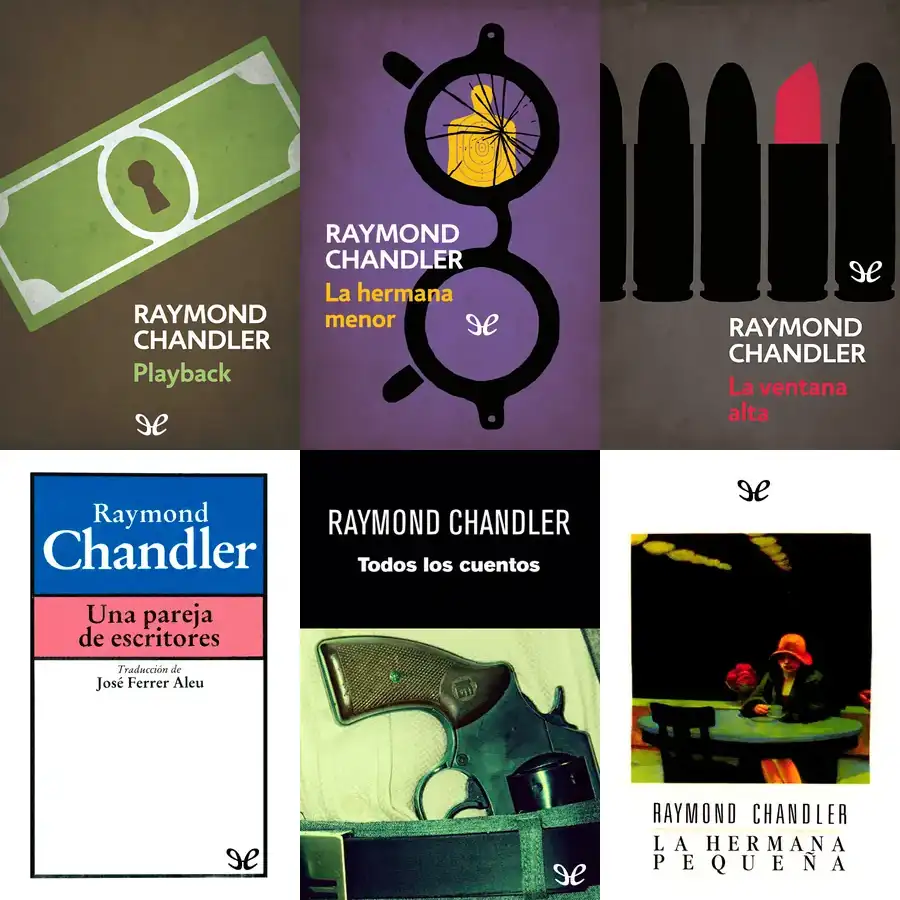 RAYMOND
CHANDLER
Playback
RAYMOND
CHANDLER
La hermana
menor
RAYMOND
CHANDLER
La ventana
alta
Raymond
Chandler
Una pareja
de escritores
Traducción de
José Ferrer Aleu
RAYMOND CHANDLER
Todos los cuentos
RAYMOND CHANDLER
LA HERMANA
PEQUEÑA